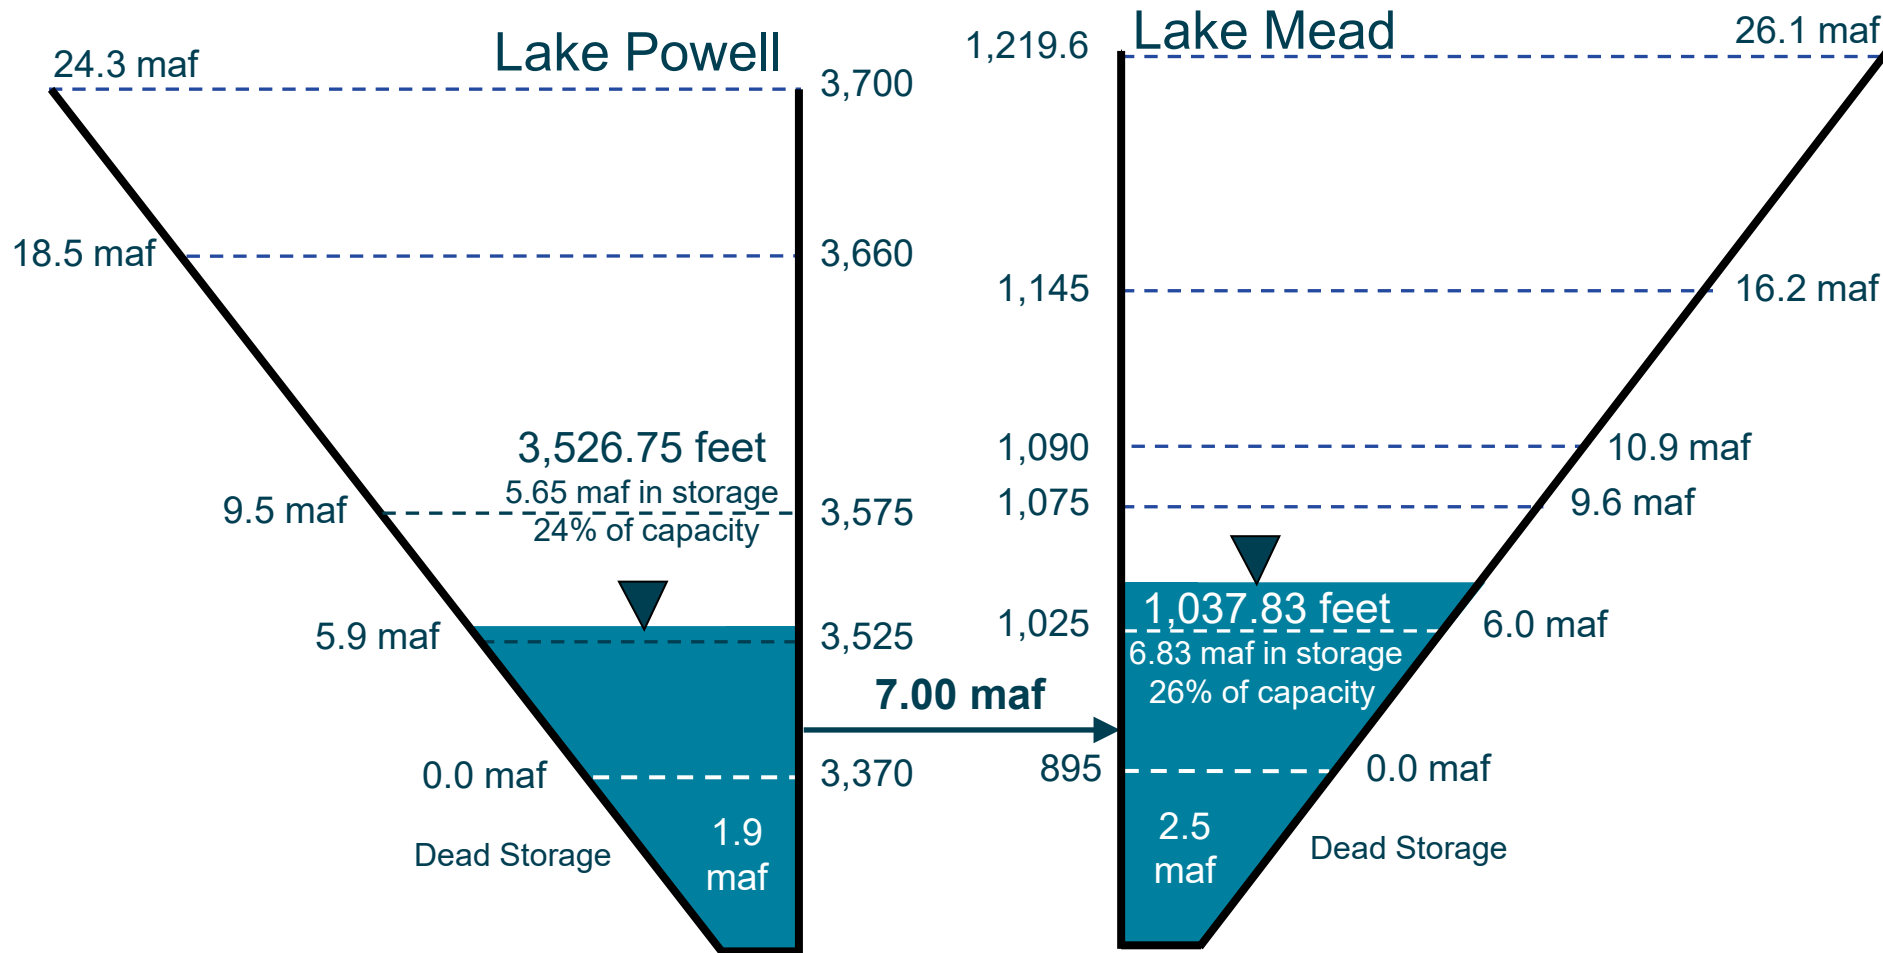 Lake Powell
24.3 maf
3,700
18.5 maf
3,660
3,526.75 feet
5.65 maf in storage
24% of capacity
9.5 maf
3,575
5.9 maf
3,525
0.0 maf
3,370
1.9
maf
Dead Storage
7.00 maf
Lake Mead
1,219.6
26.1 maf
1,145
16.2 maf
1,090
10.9 maf
1,075
9.6 maf
1,037.83 feet
1,025
6.0 maf
6.83 maf in storage
26% of capacity
895
0.0 maf
2.5
maf
Dead Storage